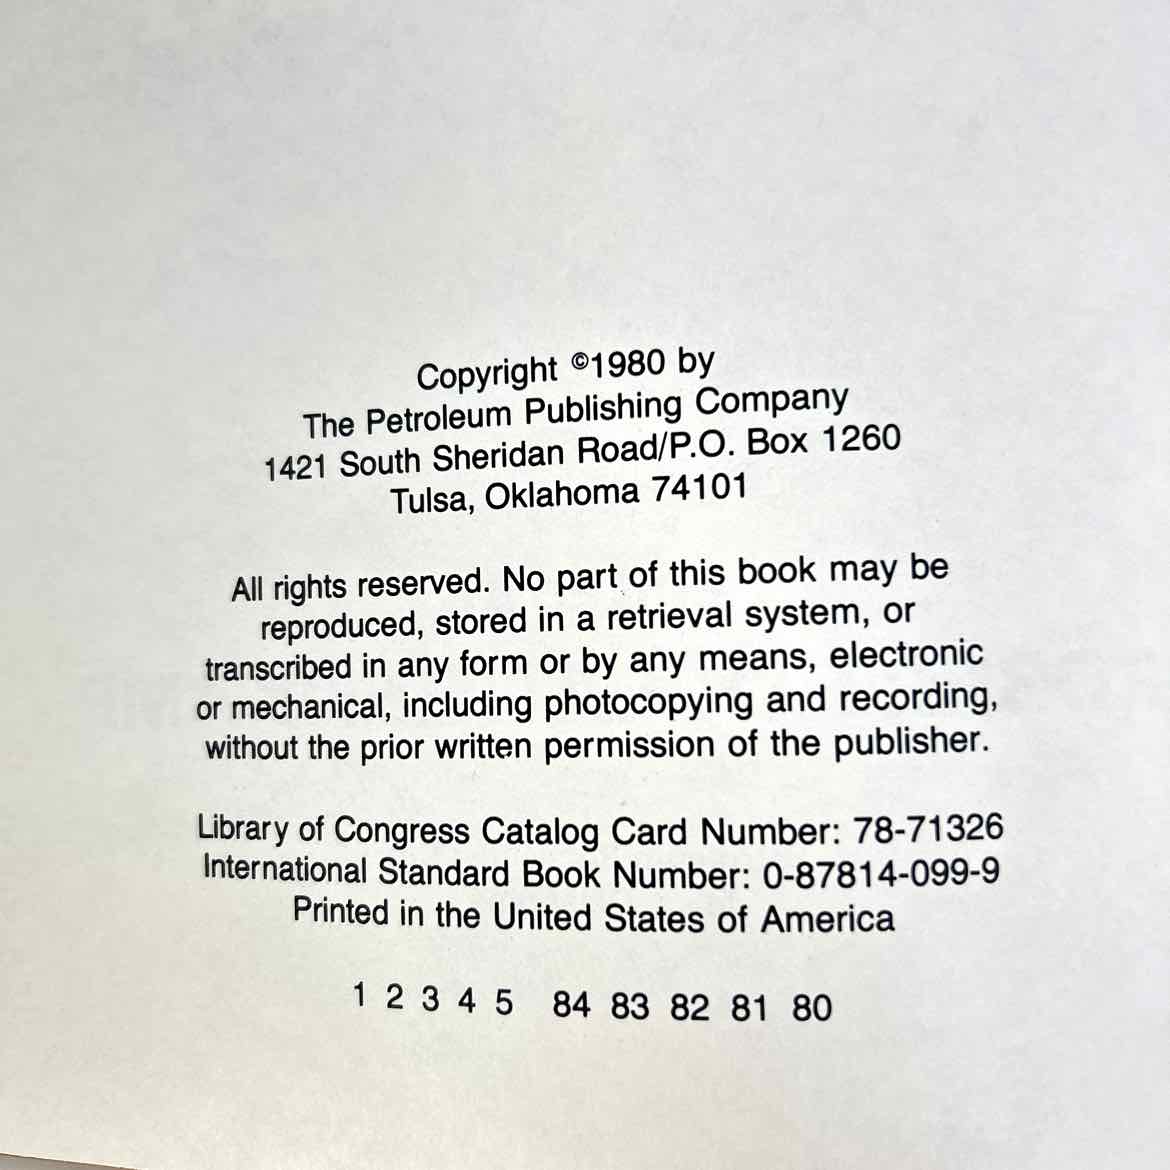 Copyright ©1980 by
The Petroleum Publishing Company
1421 South Sheridan Road/P.O. Box 1260
Tulsa, Oklahoma 74101
All rights reserved. No part of this book may be
reproduced, stored in a retrieval system, or
transcribed in any form or by any means, electronic
or mechanical, including photocopying and recording,
without the prior written permission of the publisher.
Library of Congress Catalog Card Number: 78-71326
International Standard Book Number: 0-87814-099-9
Printed in the United States of America
1 2 3 4 5 84 83 82 81 80